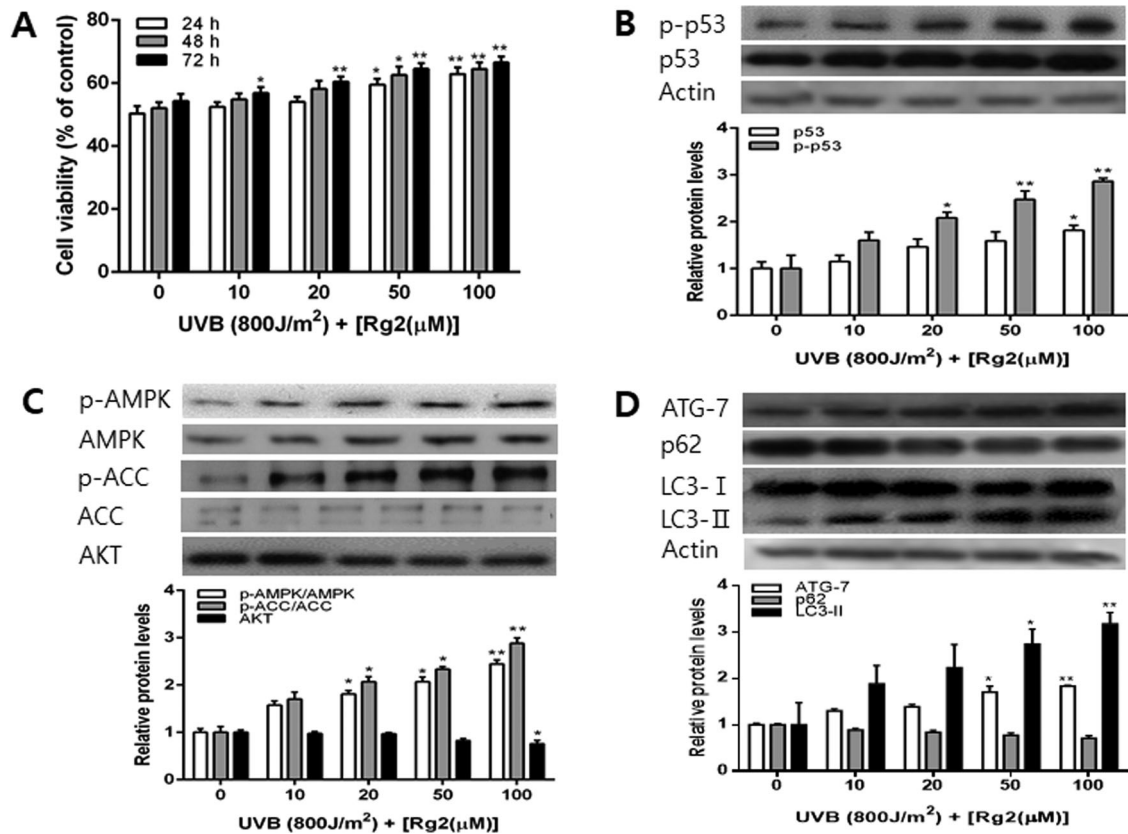 A
24 h
48 h
72 h
Cell viability (% of control)
80
60
40
20
0
* ** * * ** ** ** **
0 10 20 50 100
UVB (800J/m²) + [Rg2(μM)]
B
p-p53
p53
Actin
p53
p-p53
Relative protein levels
4
3
2
1
0
* ** * **
0 10 20 50 100
UVB (800J/m²) + [Rg2(μM)]
C
p-AMPK
AMPK
p-ACC
ACC
AKT
p-AMPK/AMPK
p-ACC/ACC
AKT
Relative protein levels
4
3
2
1
0
* * * * ** ** *
0 10 20 50 100
UVB (800J/m²) + [Rg2(μM)]
D
ATG-7
p62
LC3-Ⅰ
LC3-Ⅱ
Actin
ATG-7
p62
LC3-II
Relative protein levels
4
3
2
1
0
* * ** **
0 10 20 50 100
UVB (800J/m²) + [Rg2(μM)]